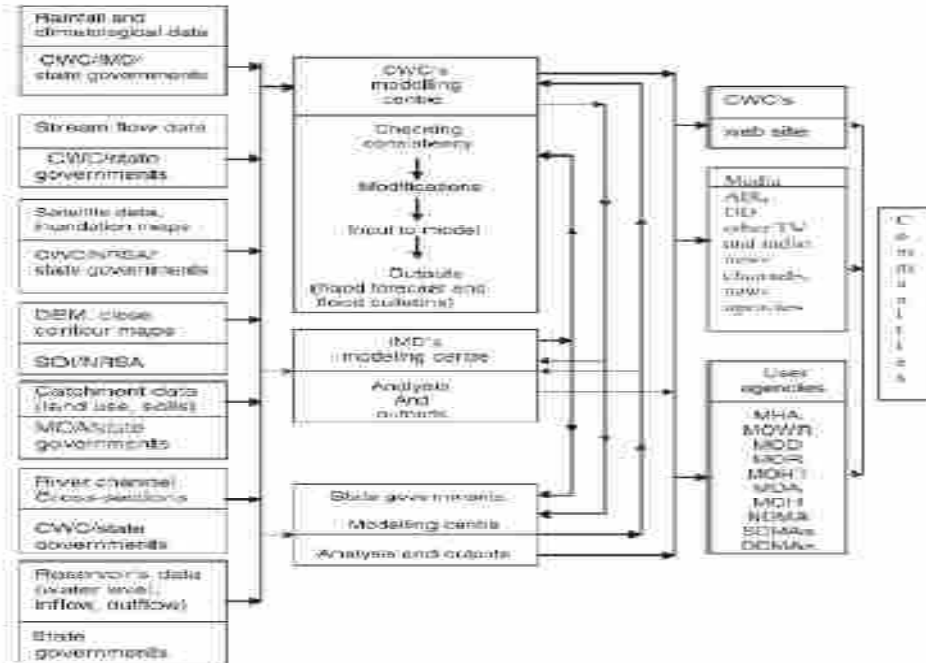 Rainfall and
climatological data
CWC/IMD/
state governments
Stream flow data
CWC/state
governments
Satellite data,
inundation maps
CWC/NRSA/
state governments
DEM, close
contour maps
SOI/NRSA
Catchment data
(land use, soils)
MOA/state
governments
River channel
Cross-sections
CWC/state
governments
Reservoir's data
(water level,
inflow, outflow)
State
governments
CWC's
modelling
centre
Checking
consistency
Modifications
Input to model
Outputs
(flood forecast and
flood bulletins)
IMD's
modeling centre
Analysis
And
outputs
State governments
Modelling centre
Analysis and outputs
CWC's
web site
Media
AIR,
DD
other TV
and radio
news
channels,
news
agencies
User
agencies
MHA
MOWR
MOD
MOR
MOA
MOH
NDMA
SDMAs
DDMAs